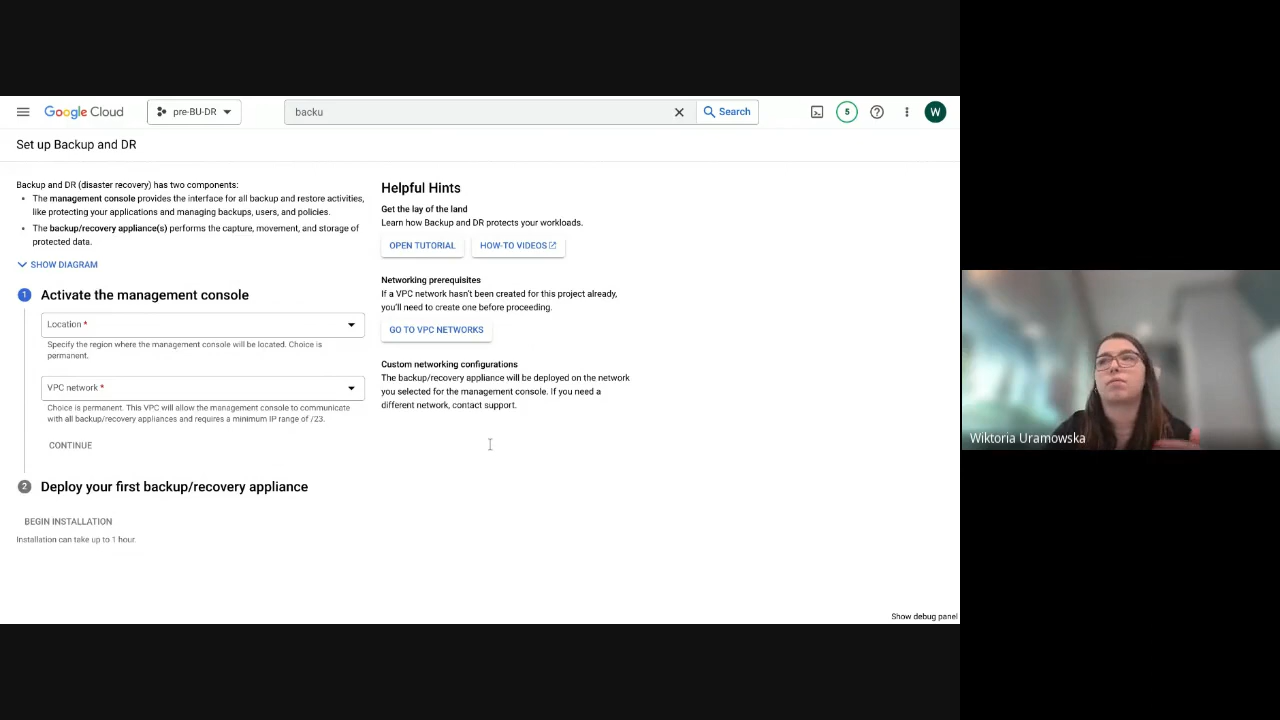 Google Cloud
pre-BU-DR
backu
Search
5
W
Set up Backup and DR
Backup and DR (disaster recovery) has two components:
The management console provides the interface for all backup and restore activities,
like protecting your applications and managing backups, users, and policies.
The backup/recovery appliance(s) performs the capture, movement, and storage of
protected data.
SHOW DIAGRAM
1 Activate the management console
Location *
Specify the region where the management console will be located. Choice is
permanent.
VPC network *
Choice is permanent. This VPC will allow the management console to communicate
with all backup/recovery appliances and requires a minimum IP range of /23.
CONTINUE
2 Deploy your first backup/recovery appliance
BEGIN INSTALLATION
Installation can take up to 1 hour.
Helpful Hints
Get the lay of the land
Learn how Backup and DR protects your workloads.
OPEN TUTORIAL
HOW-TO VIDEOS
Networking prerequisites
If a VPC network hasn't been created for this project already,
you'll need to create one before proceeding.
GO TO VPC NETWORKS
Custom networking configurations
The backup/recovery appliance will be deployed on the network
you selected for the management console. If you need a
different network, contact support.
Show debug panel
Wiktoria Uramowska